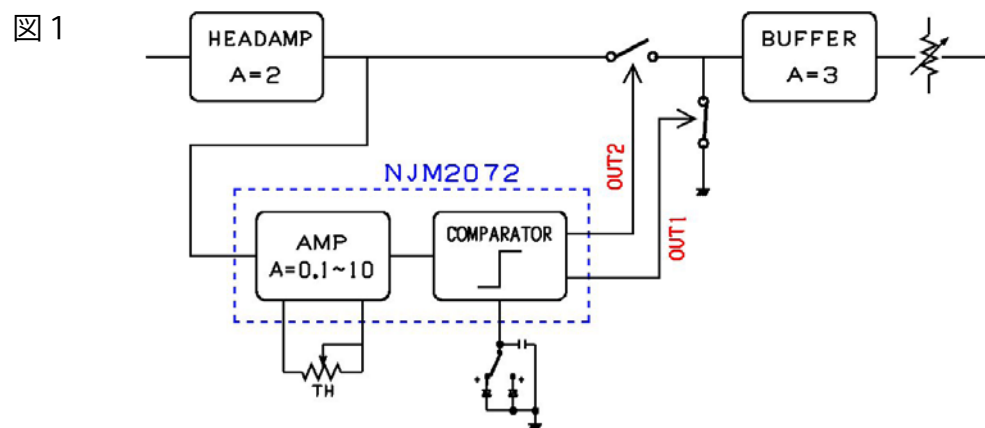 図1
HEADAMP
A=2
BUFFER
A=3
OUT2
OUT1
NJM2072
AMP
A=0.1~10
COMPARATOR
TH
+
+